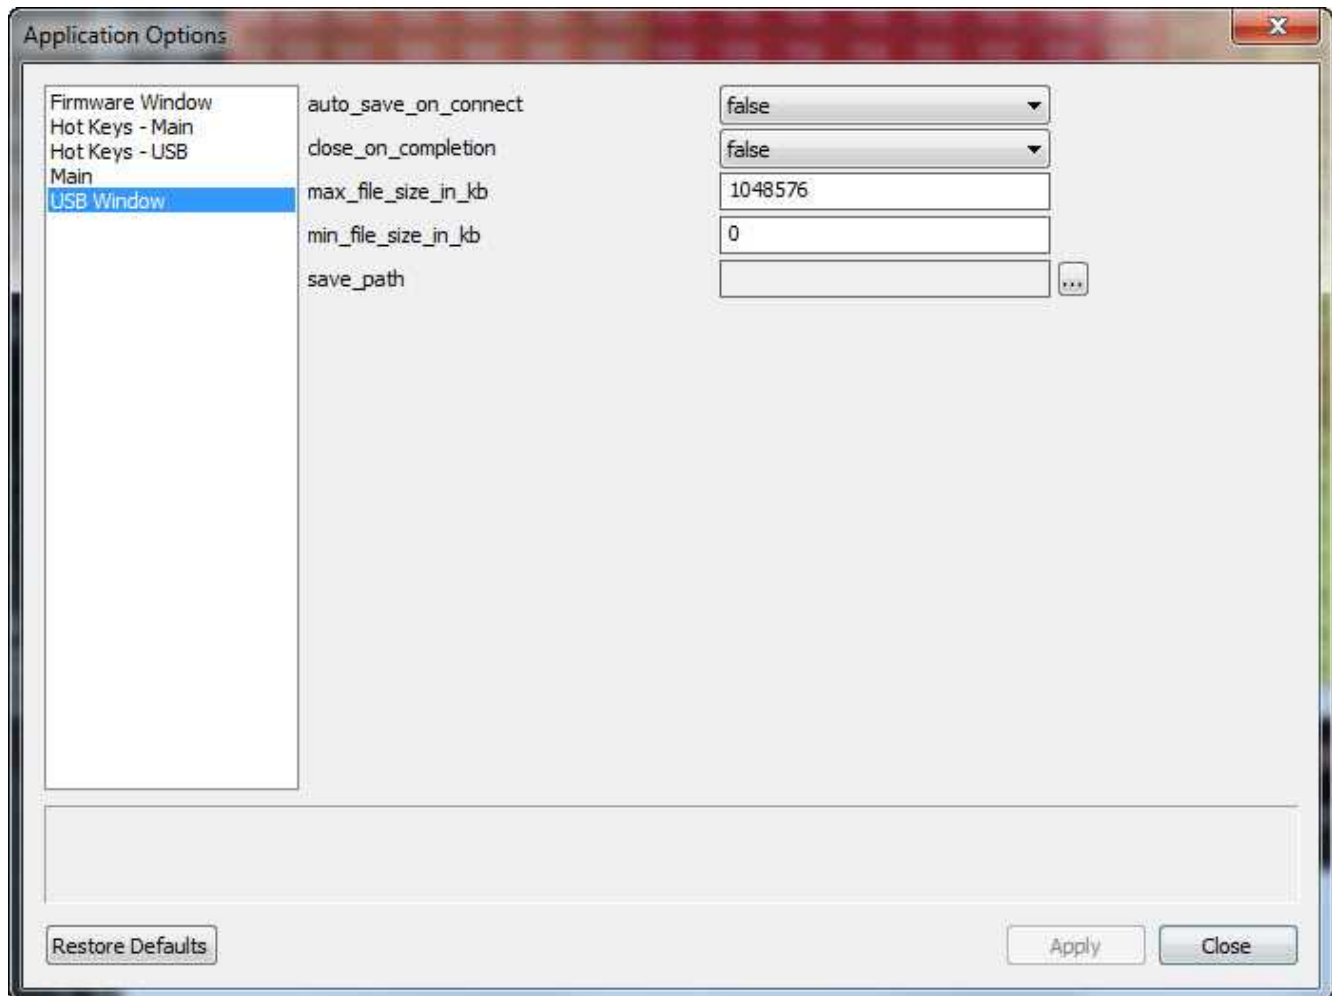 Application Options
Firmware Window
Hot Keys - Main
Hot Keys - USB
Main
USB Window
auto_save_on_connect
false
close_on_completion
false
max_file_size_in_kb
1048576
min_file_size_in_kb
0
save_path
...
Restore Defaults
Apply
Close